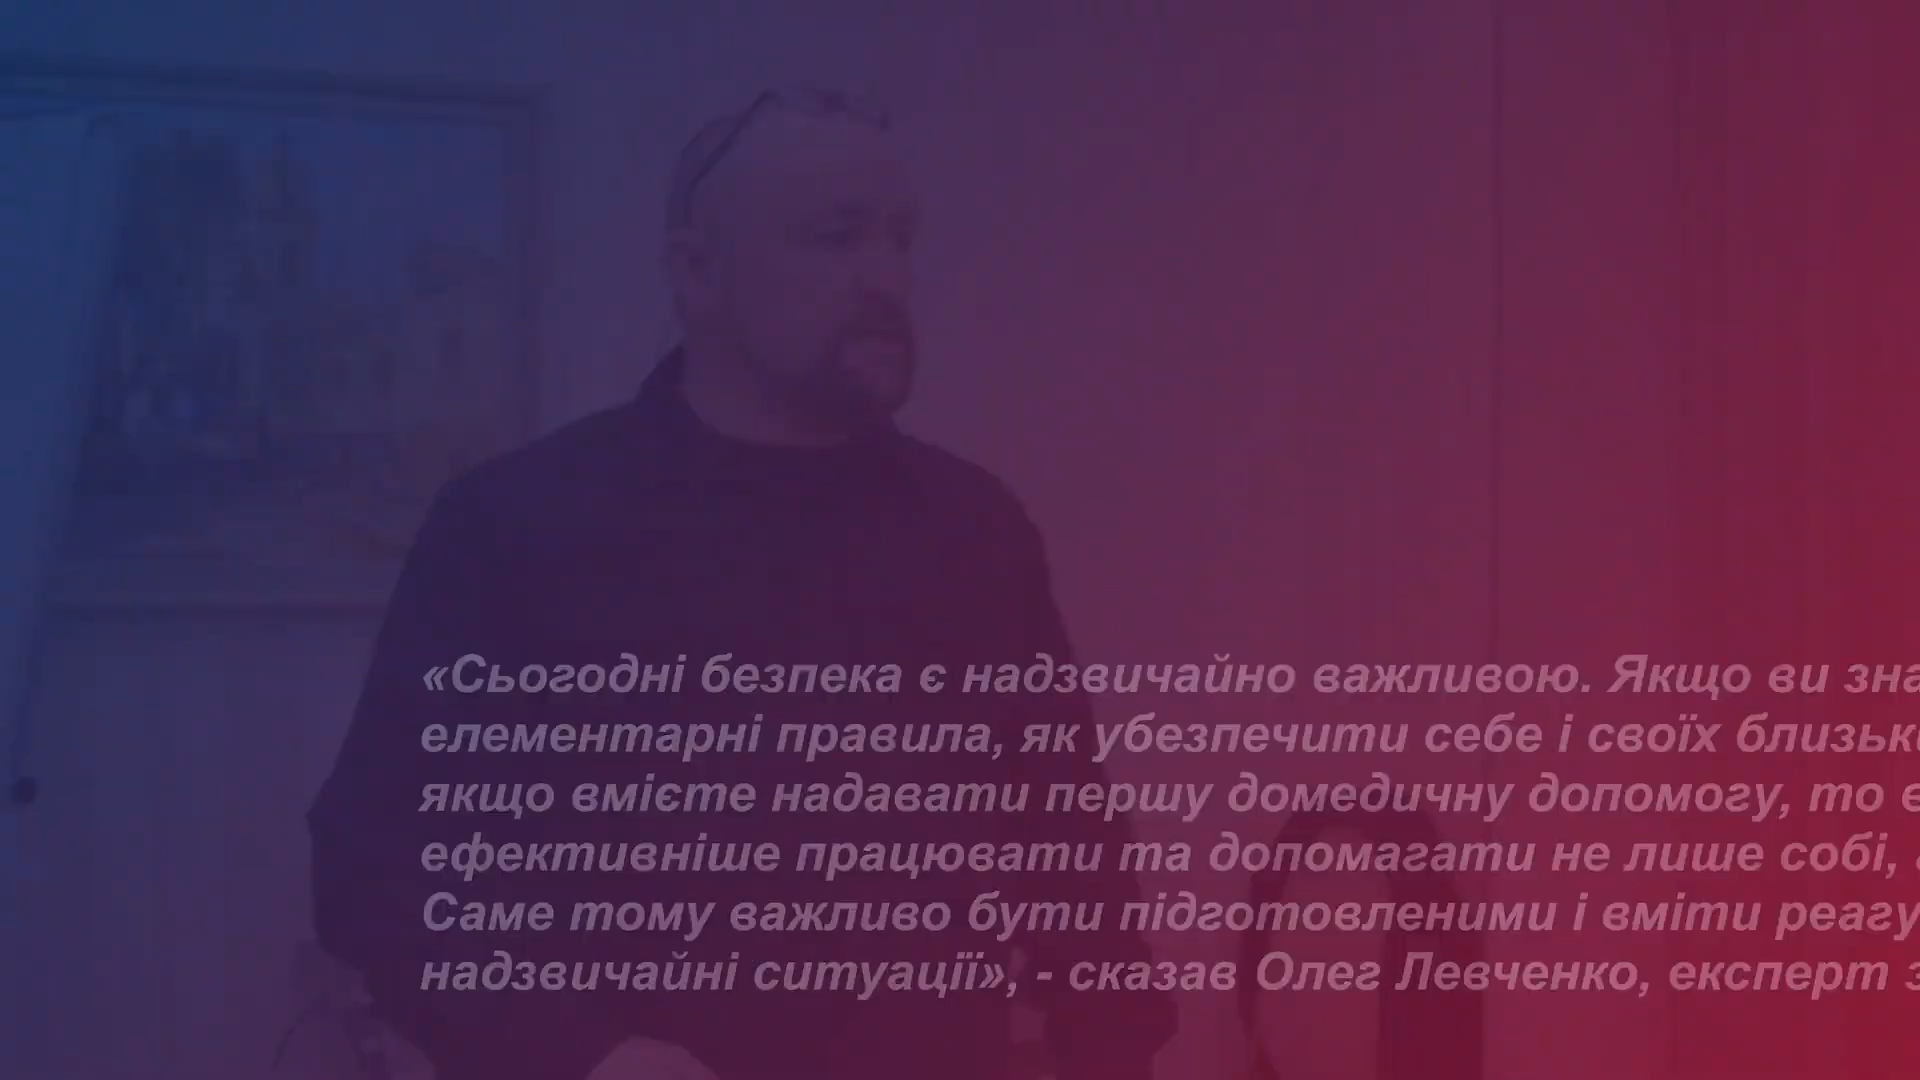 «Сьогодні безпека є надзвичайно важливою. Якщо ви
елементарні правила, як убезпечити себе і своїх
якщо вмієте надавати першу домедичну допомогу, то
ефективніше працювати та допомагати не лише собі,
Саме тому важливо бути підготовленими і вміти
надзвичайні ситуації», - сказав Олег Левченко, експерт